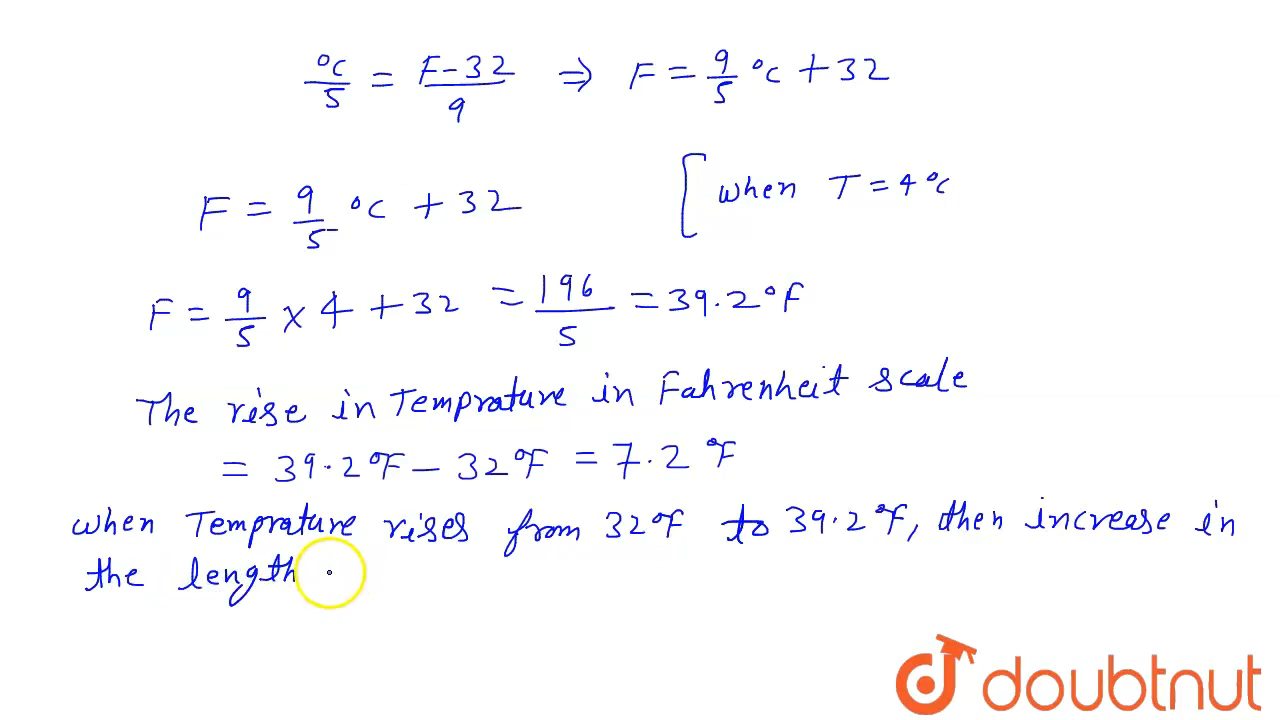 °C/5 = F-32/9 ⇒ F = 9/5 °C + 32
F = 9/5 °C + 32 [ when T = 4°C
F = 9/5 × 4 + 32 = 196/5 = 39.2°F
The rise in Temprature in Fahrenheit scale
= 39.2°F - 32°F = 7.2 °F
when Temprature rises from 32°F to 39.2°F, then increase in
the length
doubtnut